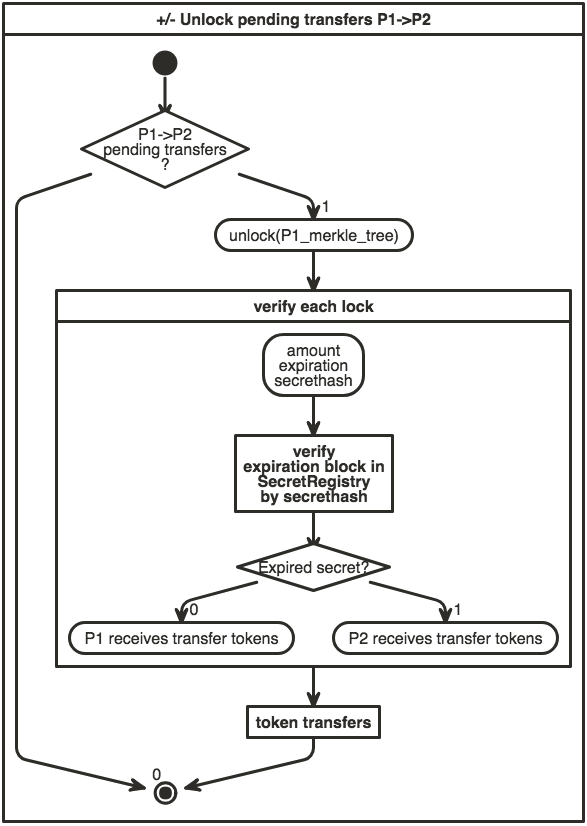 +/- Unlock pending transfers P1->P2
P1->P2
pending transfers
?
1
unlock(P1_merkle_tree)
verify each lock
amount
expiration
secrethash
verify
expiration block in
SecretRegistry
by secrethash
Expired secret?
0
1
P1 receives transfer tokens
P2 receives transfer tokens
token transfers
0